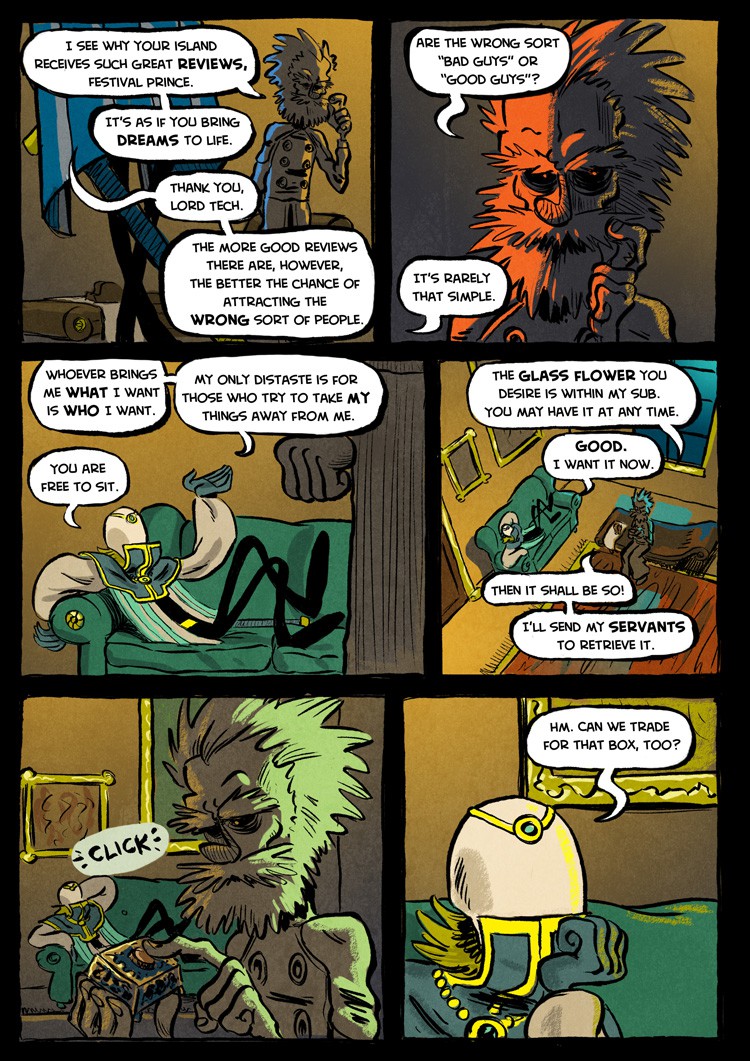 I SEE WHY YOUR ISLAND
RECEIVES SUCH GREAT REVIEWS,
FESTIVAL PRINCE.
IT'S AS IF YOU BRING
DREAMS TO LIFE.
THANK YOU,
LORD TECH.
THE MORE GOOD REVIEWS
THERE ARE, HOWEVER,
THE BETTER THE CHANCE OF
ATTRACTING THE
WRONG SORT OF PEOPLE.
ARE THE WRONG SORT
"BAD GUYS" OR
"GOOD GUYS"?
IT'S RARELY
THAT SIMPLE.
WHOEVER BRINGS
ME WHAT I WANT
IS WHO I WANT.
MY ONLY DISTASTE IS FOR
THOSE WHO TRY TO TAKE MY
THINGS AWAY FROM ME.
YOU ARE
FREE TO SIT.
THE GLASS FLOWER YOU
DESIRE IS WITHIN MY SUB.
YOU MAY HAVE IT AT ANY TIME.
GOOD.
I WANT IT NOW.
THEN IT SHALL BE SO!
I'LL SEND MY SERVANTS
TO RETRIEVE IT.
CLICK
HM. CAN WE TRADE
FOR THAT BOX, TOO?